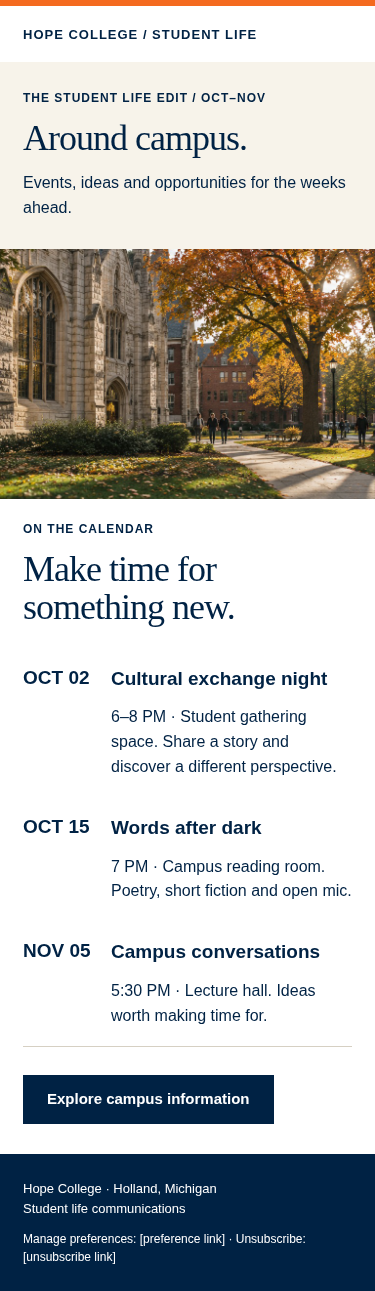 HOPE COLLEGE / STUDENT LIFE
THE STUDENT LIFE EDIT / OCT–NOV
Around campus.
Events, ideas and opportunities for the weeks
ahead.
ON THE CALENDAR
Make time for
something new.
OCT 02
Cultural exchange night
6–8 PM · Student gathering
space. Share a story and
discover a different perspective.
OCT 15
Words after dark
7 PM · Campus reading room.
Poetry, short fiction and open mic.
NOV 05
Campus conversations
5:30 PM · Lecture hall. Ideas
worth making time for.
Explore campus information
Hope College · Holland, Michigan
Student life communications
Manage preferences: [preference link] · Unsubscribe:
[unsubscribe link]